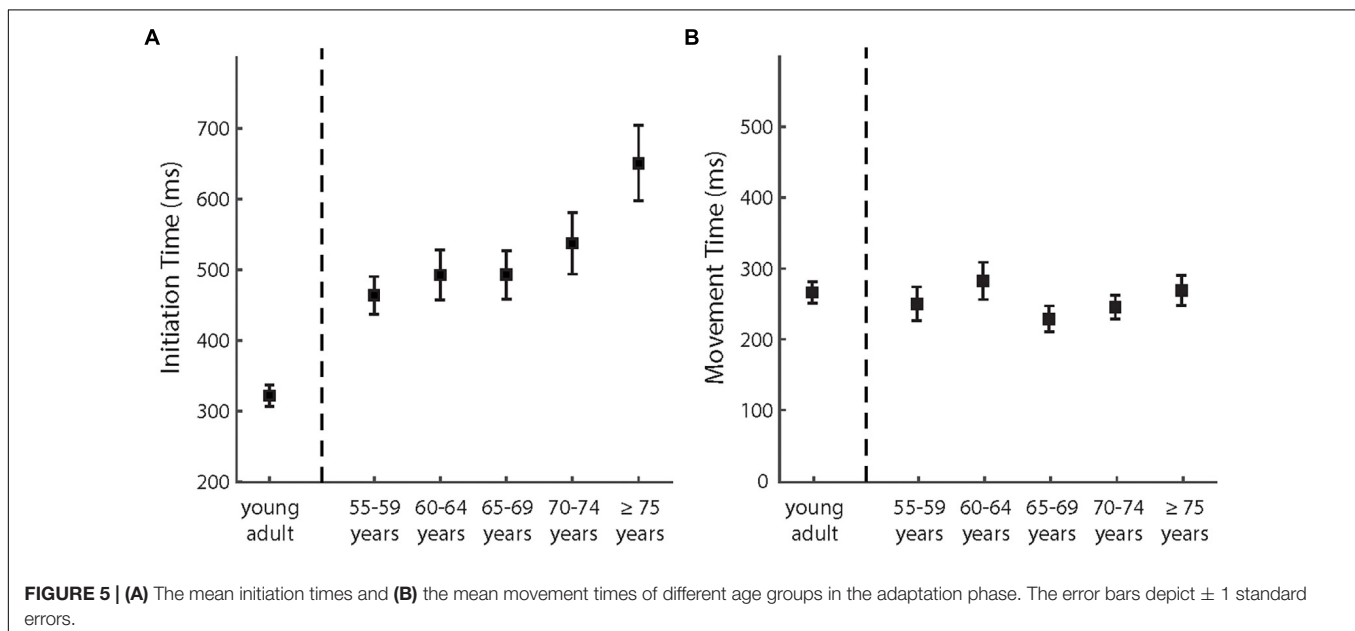 A
Initiation Time (ms)
700
600
500
400
300
200
young adult
55-59 years
60-64 years
65-69 years
70-74 years
≥ 75 years
B
Movement Time (ms)
500
400
300
200
100
0
young adult
55-59 years
60-64 years
65-69 years
70-74 years
≥ 75 years
FIGURE 5 | (A) The mean initiation times and (B) the mean movement times of different age groups in the adaptation phase. The error bars depict ± 1 standard
errors.